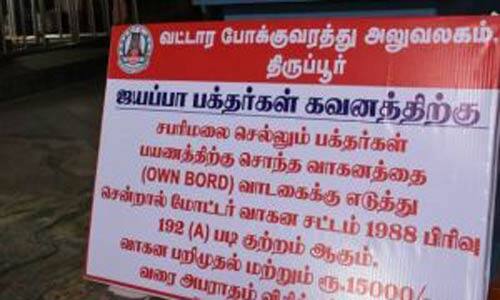 வட்டார போக்குவரத்து அலுவலகம்.
திருப்பூர்
ஐயப்பா பக்தர்கள் கவனத்திற்கு
சபரிமலை செல்லும் பக்தர்கள்
பயணத்திற்கு சொந்த வாகனத்தை
(OWN BORD) வாடகைக்கு எடுத்து
சென்றால் மோட்டார் வாகன சட்டம் 1988 பிரிவு
192 (A) படி குற்றம் ஆகும்.
வாகன பறிமுதல் மற்றும் ரூ.15000/
வரை அபராதம்